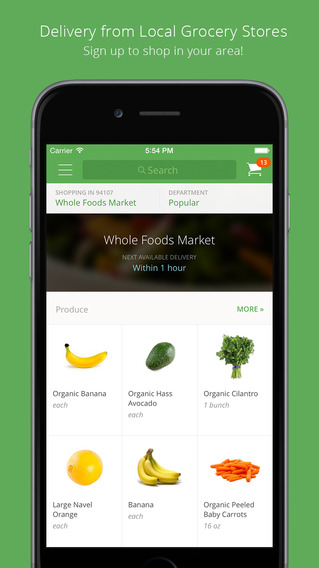 Delivery from Local Grocery Stores
Sign up to shop in your area!
Carrier
5:54 PM
Search
13
SHOPPING IN 94107
DEPARTMENT
Whole Foods Market
Popular
Whole Foods Market
NEXT AVAILABLE DELIVERY
Within 1 hour
Produce
MORE »
Organic Banana
each
Organic Hass
Avocado
each
Organic Cilantro
1 bunch
Large Navel
Orange
each
Banana
each
Organic Peeled
Baby Carrots
16 oz